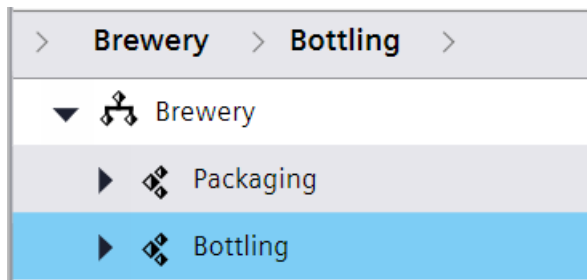 > Brewery > Bottling >
Brewery
Packaging
Bottling